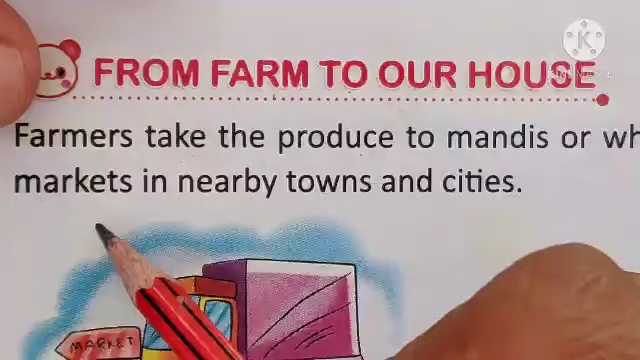 FROM FARM TO OUR HOUSE
Farmers take the produce to mandis or
markets in nearby towns and cities.
MARKET